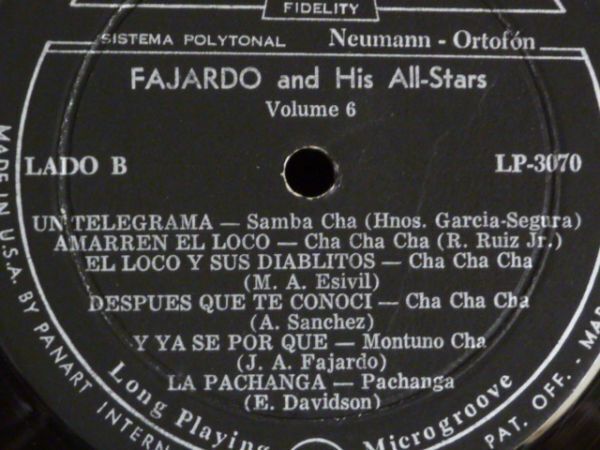 FIDELITY
SISTEMA POLYTONAL Neumann - Ortofón
FAJARDO and His All-Stars
Volume 6
LADO B LP-3070
UN TELEGRAMA — Samba Cha (Hnos. Garcia-Segura)
AMARREN EL LOCO — Cha Cha Cha (R. Ruiz Jr.)
EL LOCO Y SUS DIABLITOS — Cha Cha Cha
(M. A. Esivil)
DESPUES QUE TE CONOCI — Cha Cha Cha
(A. Sanchez)
Y YA SE POR QUE — Montuno Cha
(J. A. Fajardo)
LA PACHANGA — Pachanga
(E. Davidson)
Long Playing Microgroove
MADE IN U.S.A. BY PANART INTERN
PAT. OFF. - MAR